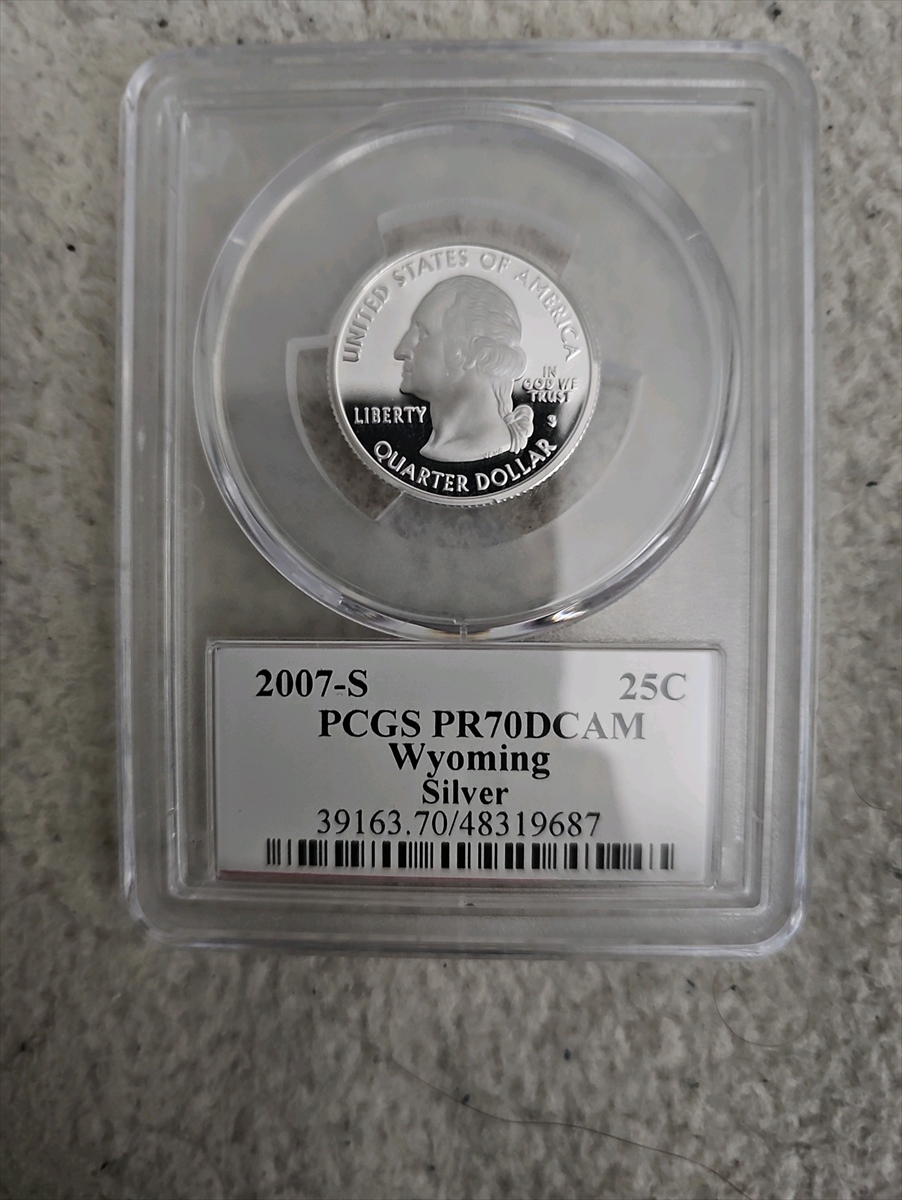 UNITED STATES OF AMERICA
IN
GOD WE
TRUST
LIBERTY
S
QUARTER DOLLAR
2007-S 25C
PCGS PR70DCAM
Wyoming
Silver
39163.70/48319687